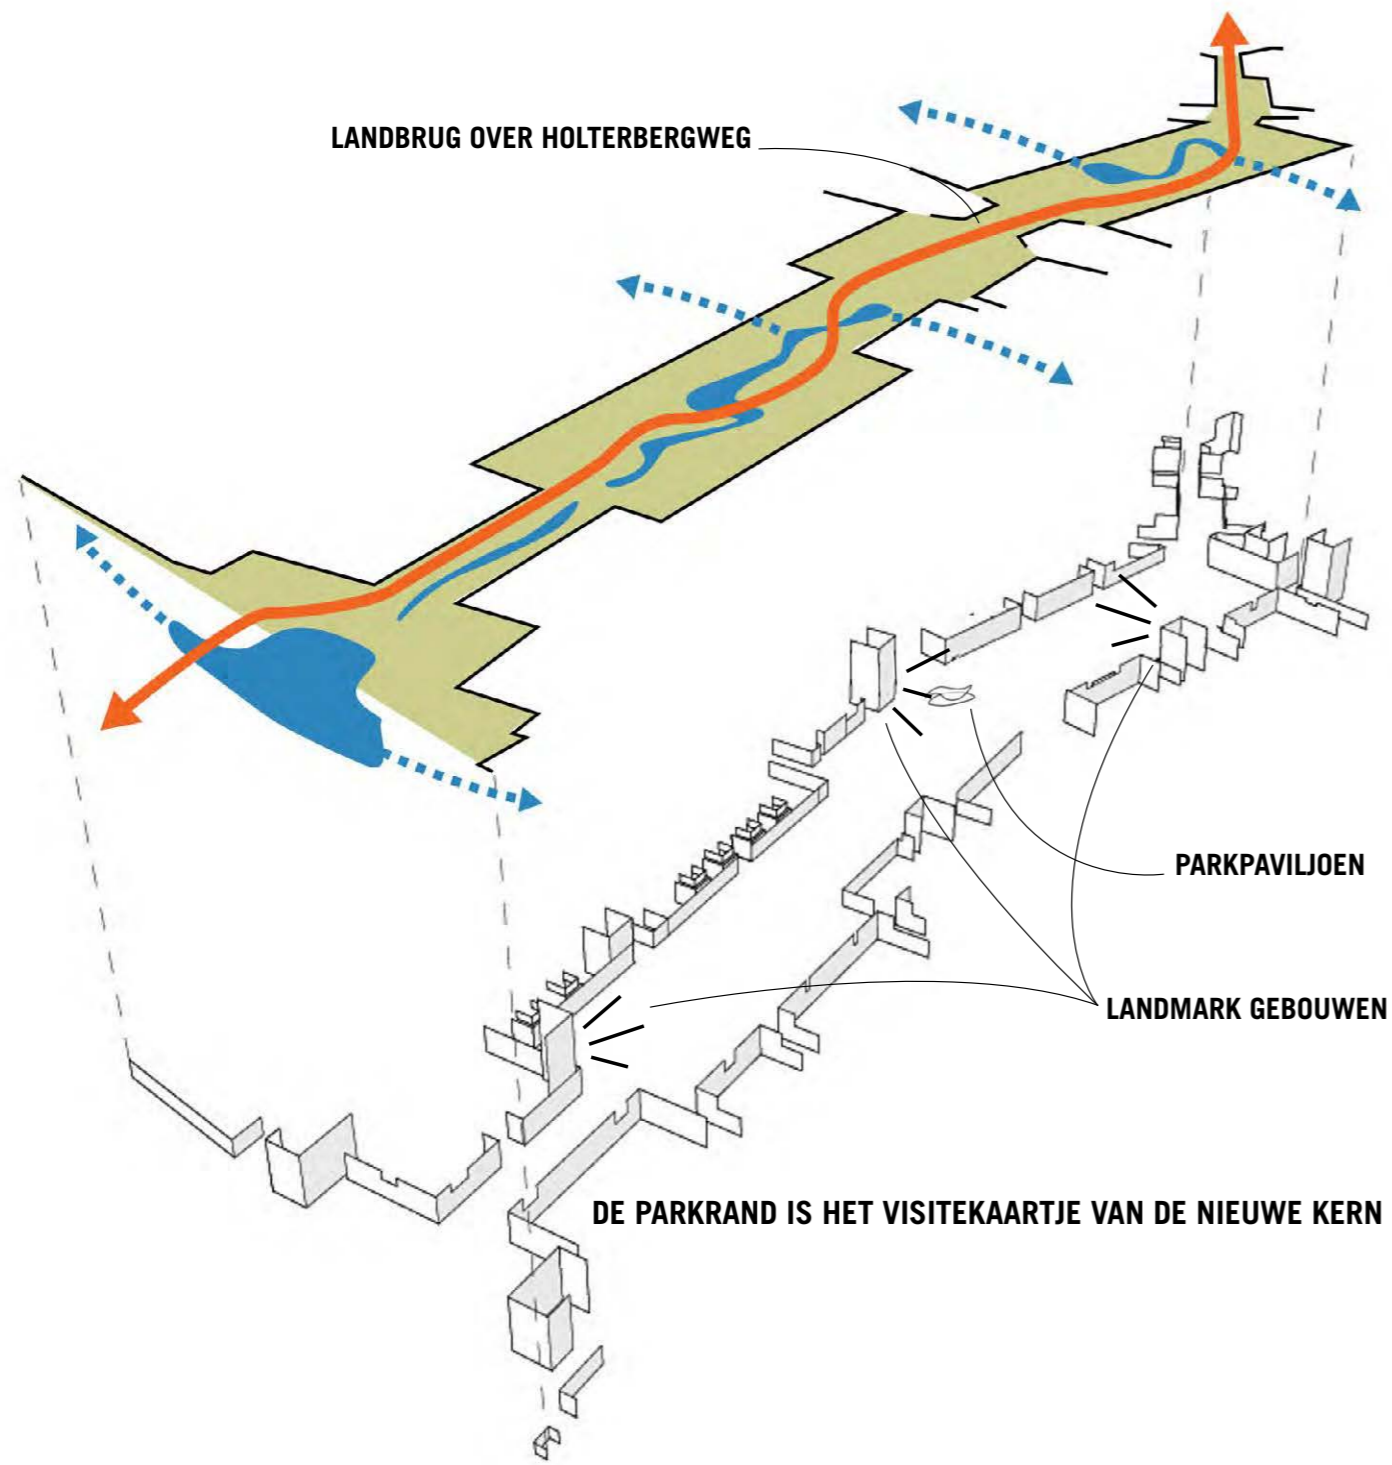 LANDBRUG OVER HOLTERBERGWEG
PARKPAVILJOEN
LANDMARK GEBOUWEN
DE PARKRAND IS HET VISITEKAARTJE VAN DE NIEUWE KERN